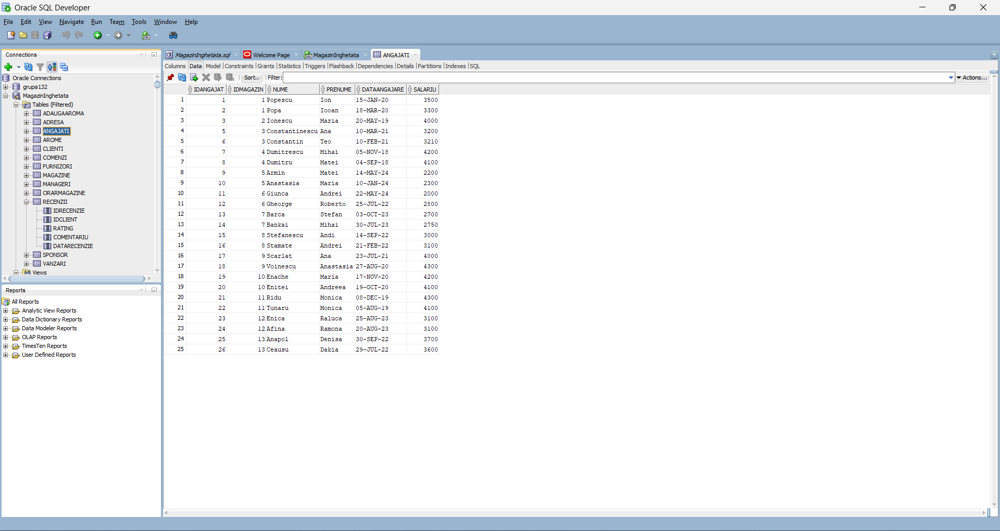 Oracle SQL Developer
File Edit View Navigate Run Team Tools Window Help
Connections
Oracle Connections
grupa132
MagazinInghetata
Tables (Filtered)
ADAUGAAROMA
ADRESA
ANGAJATI
AROME
CLIENTI
COMENZI
FURNIZORI
MAGAZINE
MANAGERI
ORARMAGAZINE
RECENZII
IDRECENZIE
IDCLIENT
RATING
COMENTARIU
DATARECENZIE
SPONSOR
VANZARI
Views
Reports
All Reports
Analytic View Reports
Data Dictionary Reports
Data Modeler Reports
OLAP Reports
TimesTen Reports
User Defined Reports
MagazinInghetata.sql Welcome Page MagazinInghetata ANGAJATI
Columns Data Model Constraints Grants Statistics Triggers Flashback Dependencies Details Partitions Indexes SQL
Sort.. Filter: Actions...
IDANGAJAT IDMAGAZIN NUME PRENUME DATAANGAJARE SALARIU
1 1 1 Popescu Ion 15-JAN-20 3500
2 2 1 Popa Iooan 18-MAR-20 3300
3 3 2 Ionescu Maria 20-MAY-19 4000
4 5 3 Constantinescu Ana 10-MAR-21 3200
5 6 3 Constantin Teo 10-FEB-21 3210
6 7 4 Dumitrescu Mihai 05-NOV-18 4200
7 8 4 Dumitru Matei 04-SEP-18 4100
8 9 5 Armin Matei 14-MAY-24 2200
9 10 5 Anastasia Maria 10-JAN-24 2300
10 11 6 Giunca Andrei 22-MAY-24 2000
11 12 6 Gheorge Roberto 25-JUL-22 2800
12 13 7 Barca Stefan 03-OCT-23 2700
13 14 7 Bankai Mihai 30-JUL-23 2750
14 15 8 Stefanescu Andi 14-SEP-22 3000
15 16 8 Stamate Andrei 21-FEB-22 3100
16 17 9 Scarlat Ana 23-JUL-21 4000
17 18 9 Voinescu Anastasia 27-AUG-20 4300
18 19 10 Enache Maria 17-NOV-20 4200
19 20 10 Enitei Andreea 19-OCT-20 4100
20 21 11 Ridu Monica 08-DEC-19 4300
21 22 11 Tunaru Monica 05-AUG-19 4100
22 23 12 Enica Raluca 25-AUG-23 3100
23 24 12 Afina Ramona 20-AUG-23 3100
24 25 13 Anapol Denisa 30-SEP-22 3700
25 26 13 Ceausu Dakia 29-JUL-22 3600